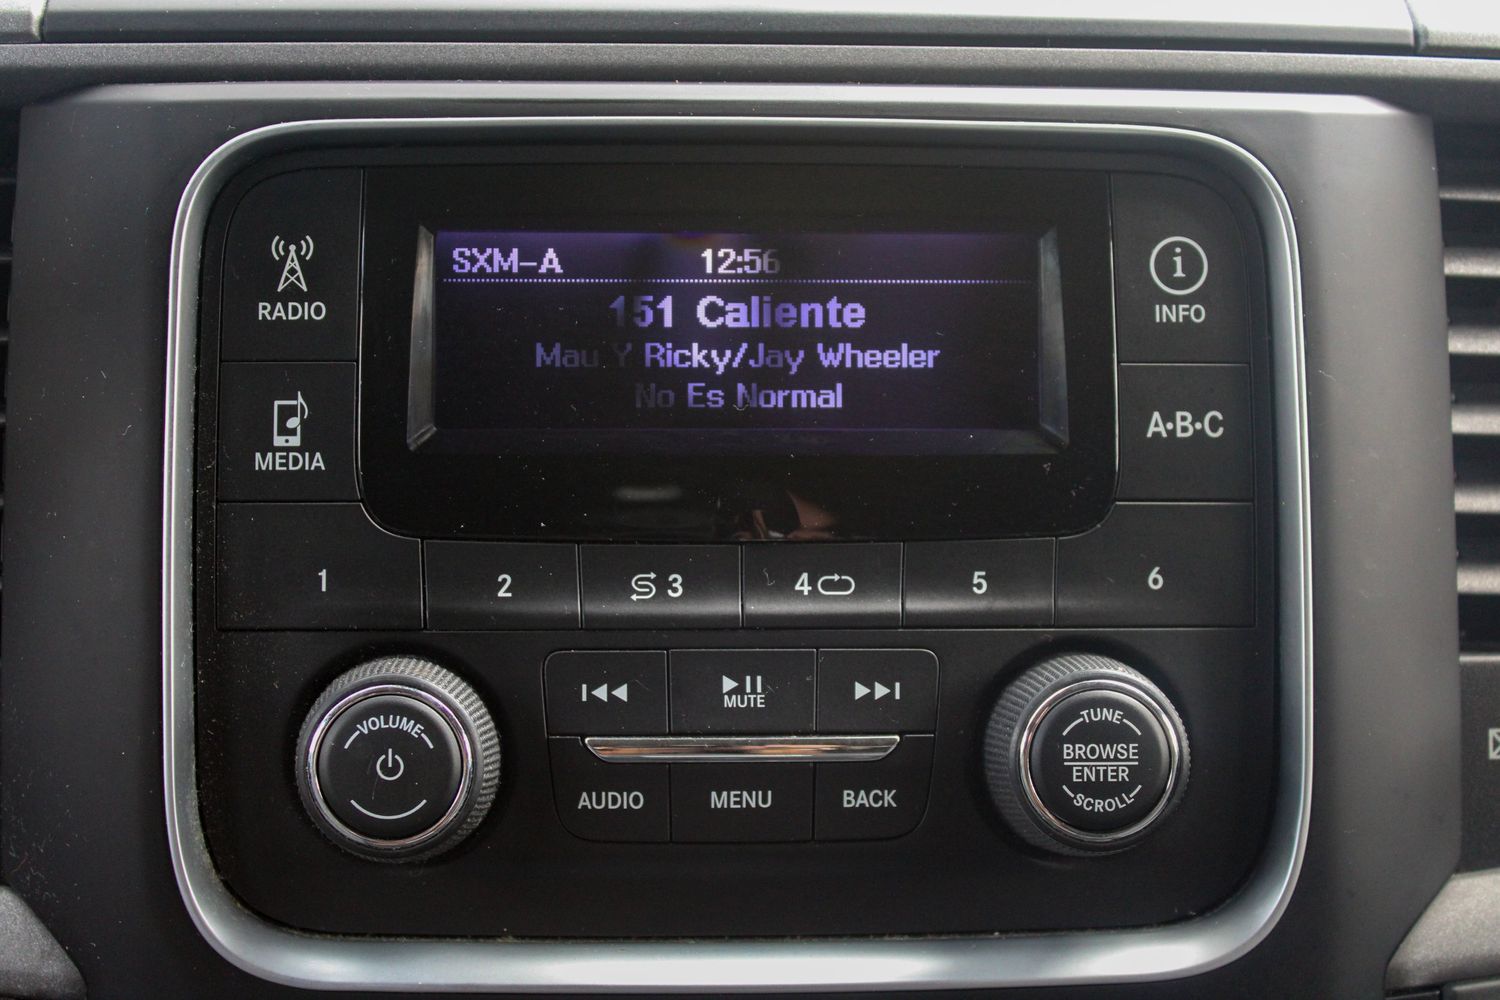 SXM-A 12:56
151 Caliente
Mau Y Ricky/Jay Wheeler
No Es Normal
RADIO
INFO
MEDIA
A·B·C
1 2 3 4 5 6
VOLUME
MUTE
TUNE
BROWSE
ENTER
SCROLL
AUDIO MENU BACK